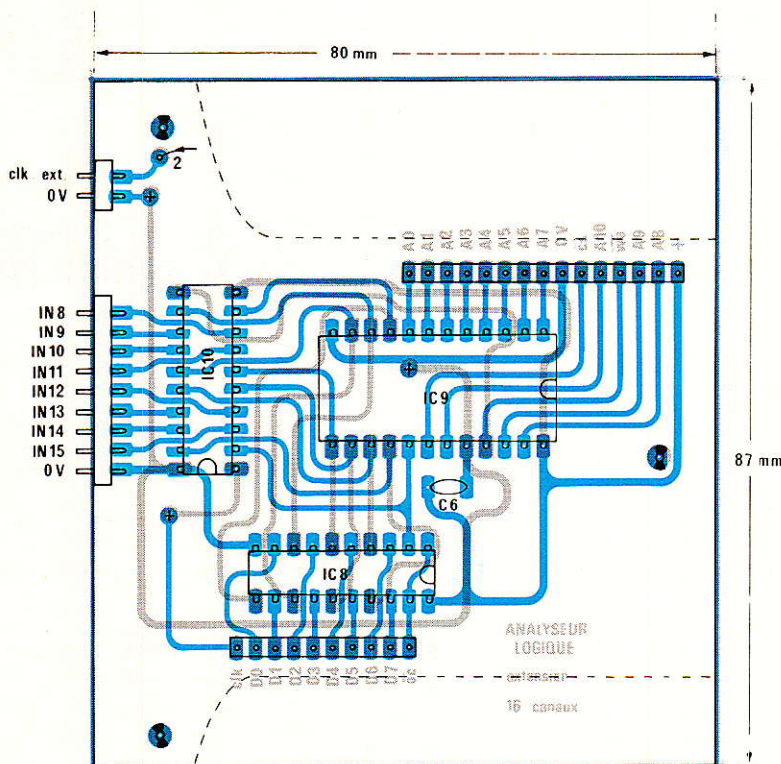 80 mm
2
clk ext.
0V
A0 A1 A2 A3 A4 A5 A6 A7 0V A10 A9 A8 +
IN 8
IN 9
IN 10
IN 11
IN 12
IN 13
IN 14
IN 15
0V
IC10
IC9
87 mm
C6
IC8
clk D0 D1 D2 D3 D4 D5 D6 D7
ANALYSEUR
LOGIQUE
extension
16 canaux